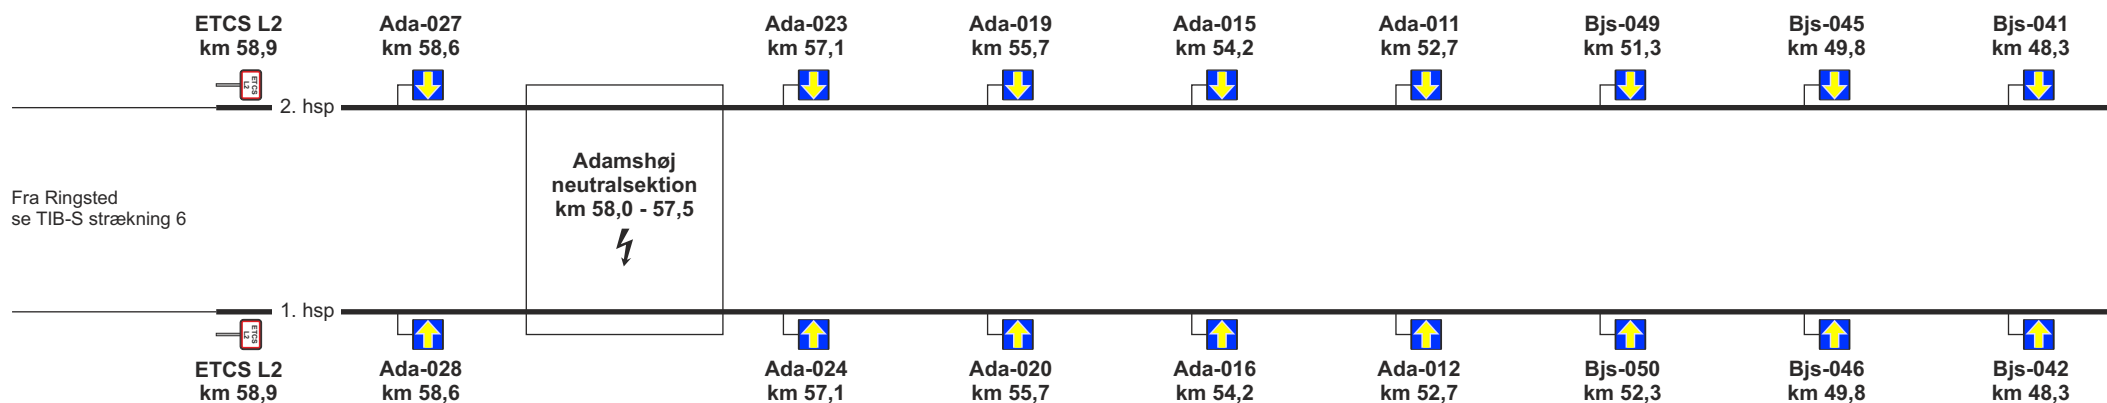 ETCS L2
km 58,9
Ada-027
km 58,6
Ada-023
km 57,1
Ada-019
km 55,7
Ada-015
km 54,2
Ada-011
km 52,7
Bjs-049
km 51,3
Bjs-045
km 49,8
Bjs-041
km 48,3
ETCS
L2
2. hsp
Adamshøj
neutralsektion
km 58,0 - 57,5
Fra Ringsted
se TIB-S strækning 6
1. hsp
ETCS
L2
ETCS L2
km 58,9
Ada-028
km 58,6
Ada-024
km 57,1
Ada-020
km 55,7
Ada-016
km 54,2
Ada-012
km 52,7
Bjs-050
km 52,3
Bjs-046
km 49,8
Bjs-042
km 48,3